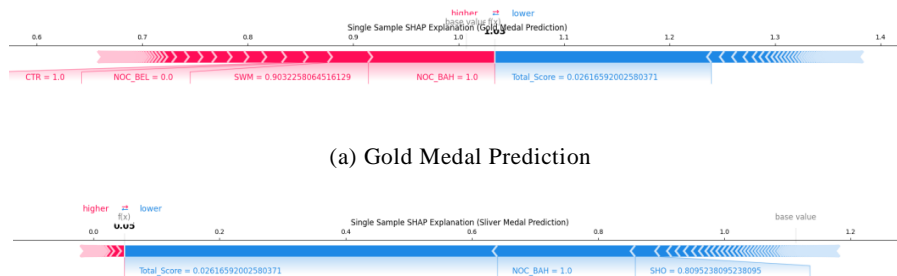 higher ⇄ lower
base value f(x)
Single Sample SHAP Explanation (Gold Medal Prediction)
1.03
0.6 0.7 0.8 0.9 1.0 1.1 1.2 1.3 1.4
CTR = 1.0 NOC_BEL = 0.0 SWM = 0.9032258064516129 NOC_BAH = 1.0 Total_Score = 0.02616592002580371
(a) Gold Medal Prediction
higher ⇄ lower
f(x) Single Sample SHAP Explanation (Sliver Medal Prediction) base value
0.05
0.0 0.2 0.4 0.6 0.8 1.0 1.2
Total_Score = 0.02616592002580371 NOC_BAH = 1.0 SHO = 0.8095238095238095